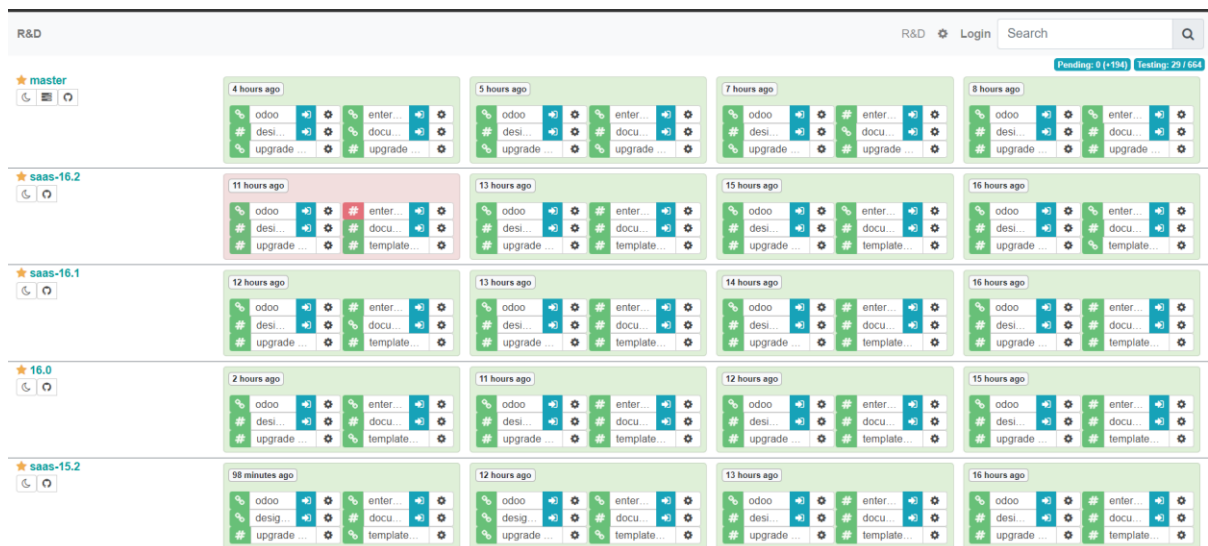 R&D R&D Login Search
Pending: 0 (+194) Testing: 29 / 664
master
4 hours ago 5 hours ago 7 hours ago 8 hours ago
odoo enter... odoo enter... odoo enter... odoo enter...
desi... docu... desi... docu... desi... docu... desi... docu...
upgrade ... upgrade ... upgrade ... upgrade ... upgrade ... upgrade ... upgrade ... upgrade ...
saas-16.2
11 hours ago 13 hours ago 15 hours ago 16 hours ago
odoo # enter... odoo # enter... odoo enter... odoo enter...
# desi... # docu... # desi... # docu... # desi... # docu... # desi... # docu...
# upgrade ... # template... # upgrade ... # template... # upgrade ... # template... # upgrade ... template...
saas-16.1
12 hours ago 13 hours ago 14 hours ago 16 hours ago
odoo # enter... odoo # enter... odoo # enter... odoo # enter...
# desi... docu... # desi... # docu... # desi... # docu... # desi... # docu...
# upgrade ... # template... # upgrade ... # template... # upgrade ... # template... # upgrade ... # template...
16.0
2 hours ago 11 hours ago 12 hours ago 15 hours ago
odoo enter... odoo # enter... odoo # enter... odoo # enter...
# desi... # docu... # desi... # docu... # desi... # docu... # desi... # docu...
# upgrade ... template... # upgrade ... # template... # upgrade ... # template... # upgrade ... # template...
saas-15.2
98 minutes ago 12 hours ago 13 hours ago 16 hours ago
odoo enter... odoo enter... odoo # enter... odoo # enter...
desig... # docu... desig... # docu... # desi... # docu... # desi... # docu...
# upgrade ... template... upgrade ... template... # upgrade ... # template... # upgrade ... # template...